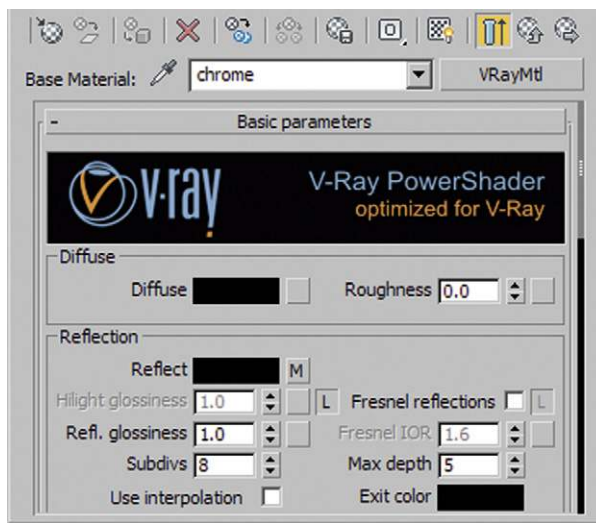 Base Material: chrome VRayMtl
- Basic parameters
v·ray V-Ray PowerShader
optimized for V-Ray
Diffuse
Diffuse Roughness 0.0
Reflection
Reflect M
Hilight glossiness 1.0 L Fresnel reflections L
Refl. glossiness 1.0 Fresnel IOR 1.6
Subdivs 8 Max depth 5
Use interpolation Exit color